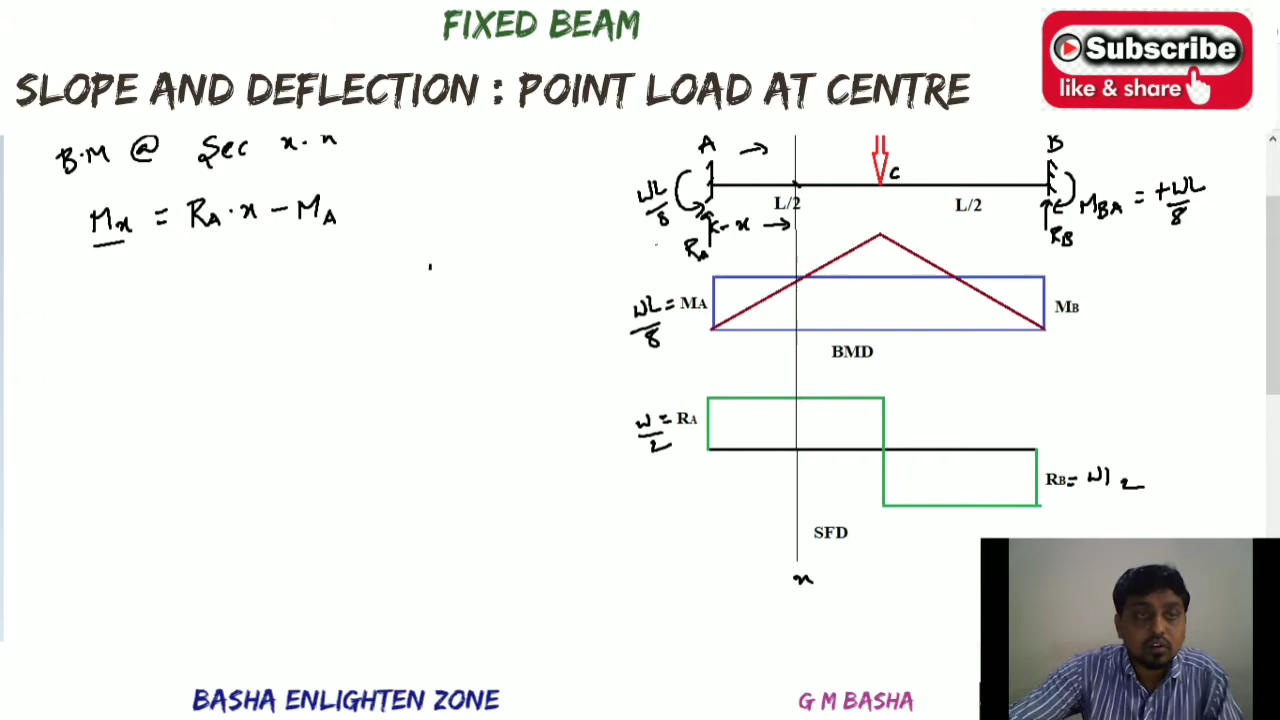 FIXED BEAM
Subscribe
like & share
SLOPE AND DEFLECTION : POINT LOAD AT CENTRE
B.M @ Sec x.x
Mx = RA.x - MA
A
B
C
WL/8
L/2
L/2
MBA = +WL/8
x
RA
RB
WL/8 = MA
MB
BMD
W/2 = RA
RB = W/2
SFD
x
BASHA ENLIGHTEN ZONE
G M BASHA